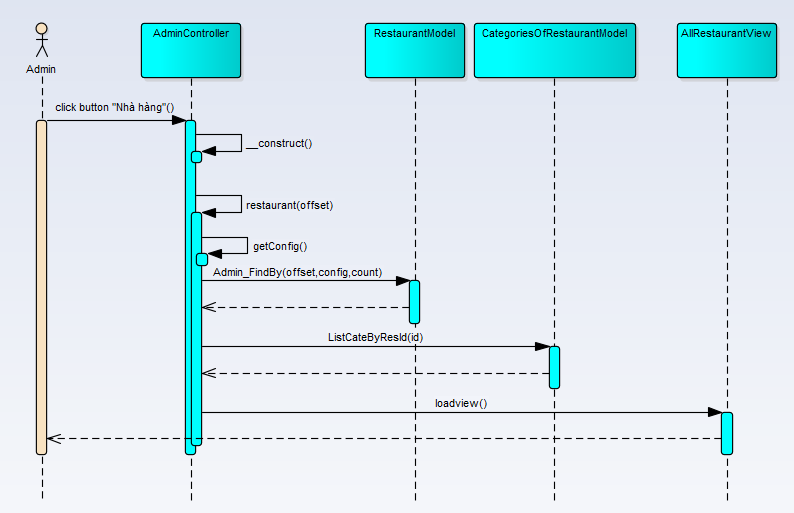 AdminController
RestaurantModel
CategoriesOfRestaurantModel
AllRestaurantView
Admin
click button "Nhà hàng"()
__construct()
restaurant(offset)
getConfig()
Admin_FindBy(offset,config,count)
ListCateByResId(id)
loadview()